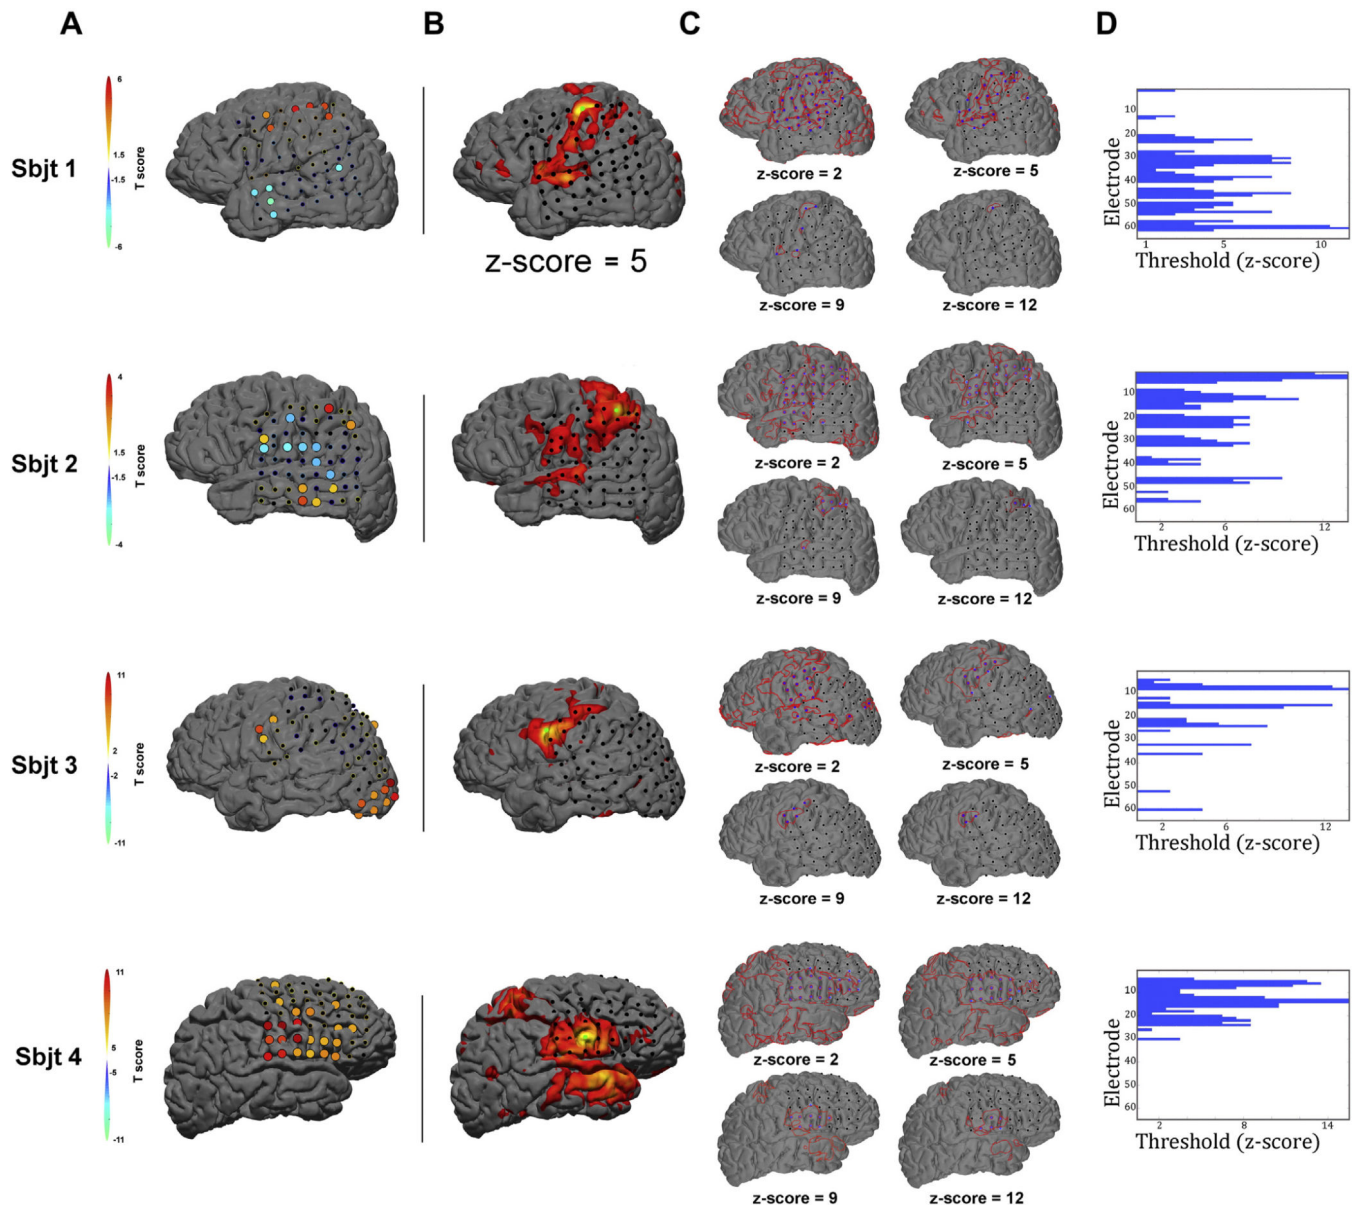 A B C D
Sbjt 1
6
1.5
-1.5
-6
T score
z-score = 5
z-score = 2
z-score = 5
z-score = 9
z-score = 12
Electrode
10
20
30
40
50
60
1 5 10
Threshold (z-score)
Sbjt 2
4
1.5
-1.5
-4
T score
z-score = 2
z-score = 5
z-score = 9
z-score = 12
Electrode
10
20
30
40
50
60
2 6 12
Threshold (z-score)
Sbjt 3
11
2
-2
-11
T score
z-score = 2
z-score = 5
z-score = 9
z-score = 12
Electrode
10
20
30
40
50
60
2 6 12
Threshold (z-score)
Sbjt 4
11
5
-5
-11
T score
z-score = 2
z-score = 5
z-score = 9
z-score = 12
Electrode
10
20
30
40
50
60
2 8 14
Threshold (z-score)